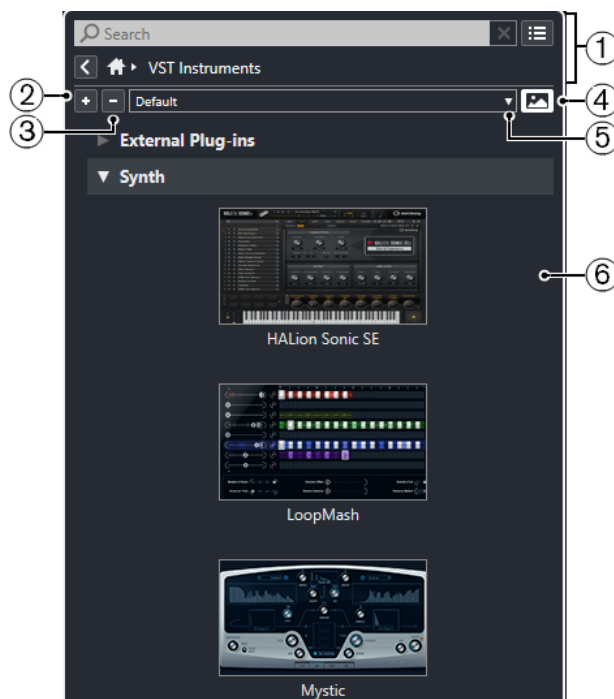 Search
1
VST Instruments
2
Default
4
3
5
External Plug-ins
Synth
6
HALion Sonic SE
LoopMash
Mystic